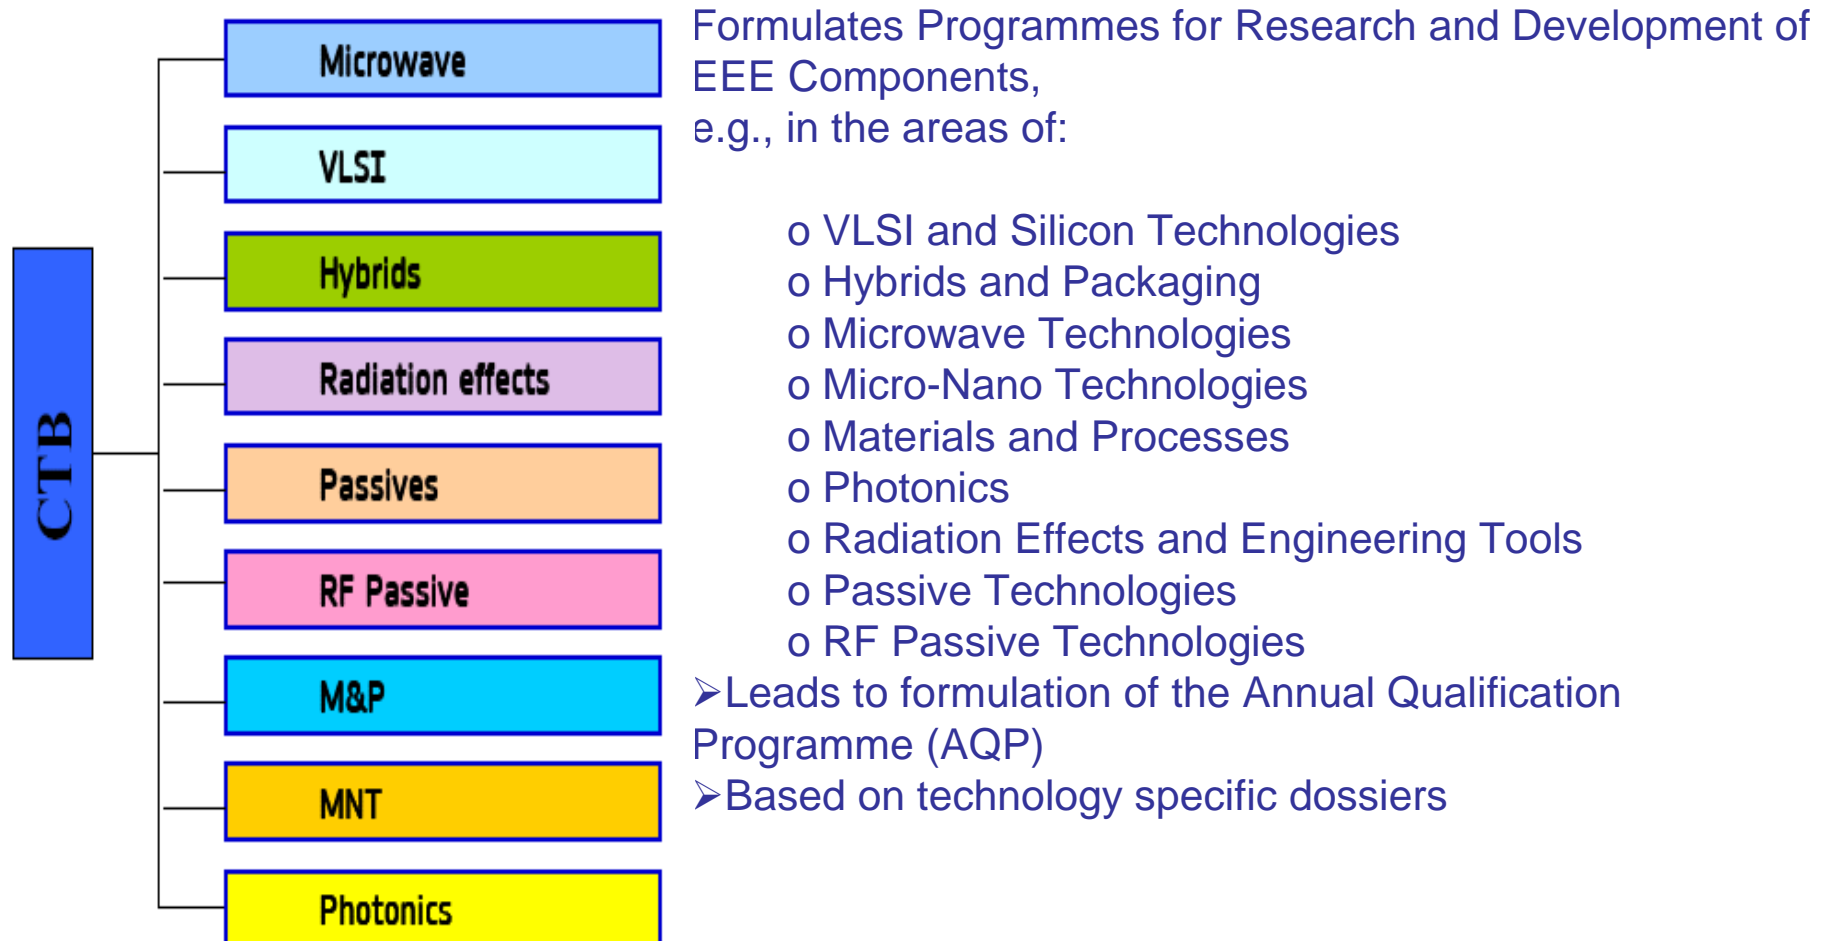 CTB
Microwave
VLSI
Hybrids
Radiation effects
Passives
RF Passive
M&P
MNT
Photonics
Formulates Programmes for Research and Development of
EEE Components,
e.g., in the areas of:
o VLSI and Silicon Technologies
o Hybrids and Packaging
o Microwave Technologies
o Micro-Nano Technologies
o Materials and Processes
o Photonics
o Radiation Effects and Engineering Tools
o Passive Technologies
o RF Passive Technologies
➢Leads to formulation of the Annual Qualification
Programme (AQP)
➢Based on technology specific dossiers